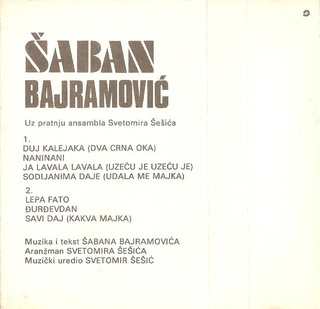 ŠABAN
BAJRAMOVIĆ
Uz pratnju ansambla Svetomira Šešića
1.
DUJ KALEJAKA (DVA CRNA OKA)
NANINANI
JA LAVALA LAVALA (UZEĆU JE UZEĆU JE)
SODIJANIMA DAJE (UDALA ME MAJKA)
2.
LEPA FATO
ĐURĐEVDAN
SAVI DAJ (KAKVA MAJKA)
Muzika i tekst ŠABANA BAJRAMOVIĆA
Aranžman SVETOMIRA ŠEŠIĆA
Muzički uredio SVETOMIR ŠEŠIĆ